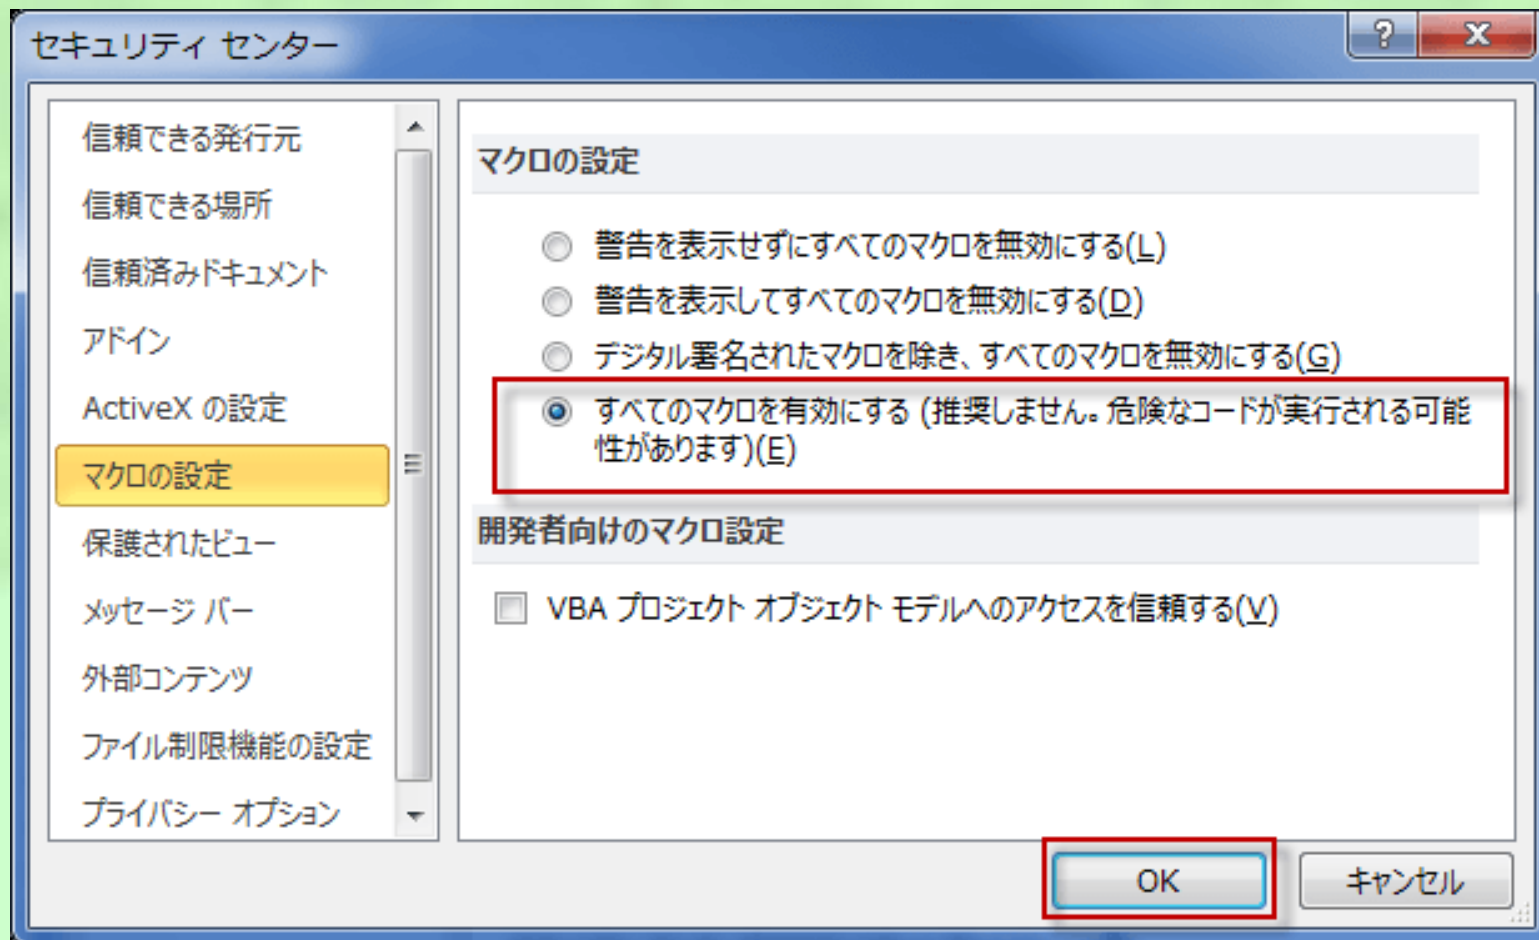 セキュリティ センター
信頼できる発行元
信頼できる場所
信頼済みドキュメント
アドイン
ActiveX の設定
マクロの設定
保護されたビュー
メッセージ バー
外部コンテンツ
ファイル制限機能の設定
プライバシー オプション
マクロの設定
警告を表示せずにすべてのマクロを無効にする(L)
警告を表示してすべてのマクロを無効にする(D)
デジタル署名されたマクロを除き、すべてのマクロを無効にする(G)
すべてのマクロを有効にする (推奨しません。危険なコードが実行される可能
性があります)(E)
開発者向けのマクロ設定
VBA プロジェクト オブジェクト モデルへのアクセスを信頼する(V)
OK
キャンセル